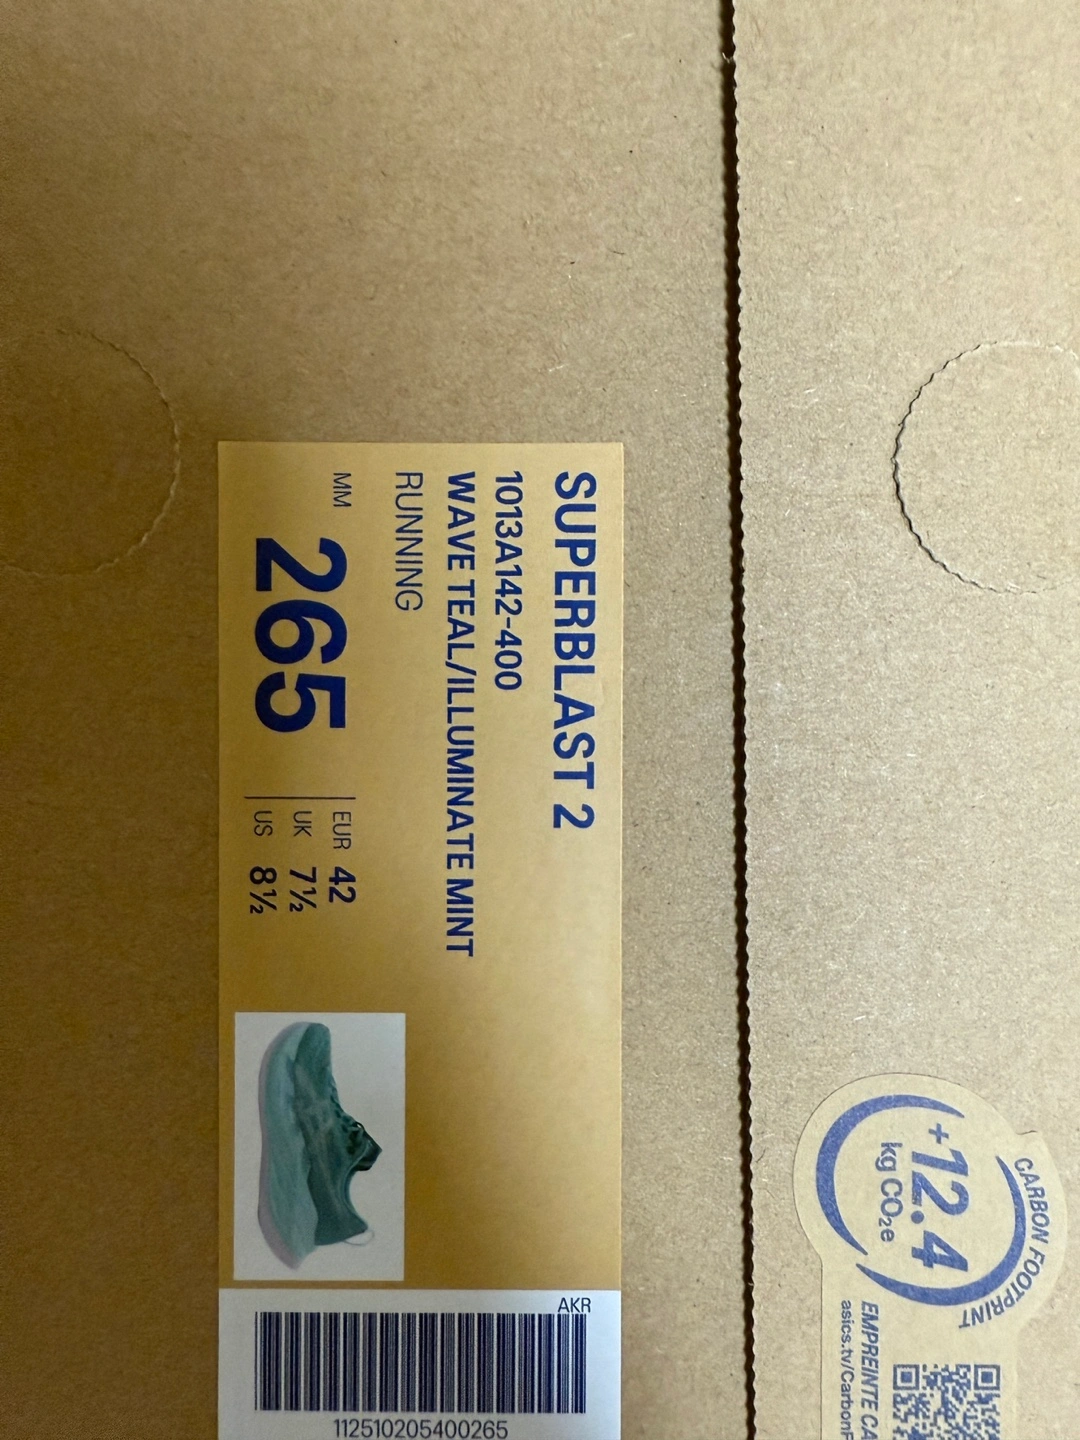 SUPERBLAST 2
1013A142-400
WAVE TEAL/ILLUMINATE MINT
RUNNING
MM 265
EUR 42
UK 7½
US 8½
AKR
112510205400265
CARBON FOOTPRINT
+12.4
kg CO₂e
EMPREINTE CA
asics.tv/CarbonF